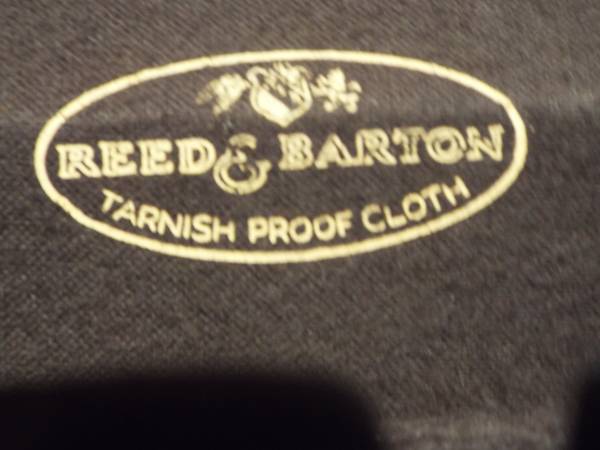 REED & BARTON
TARNISH PROOF CLOTH